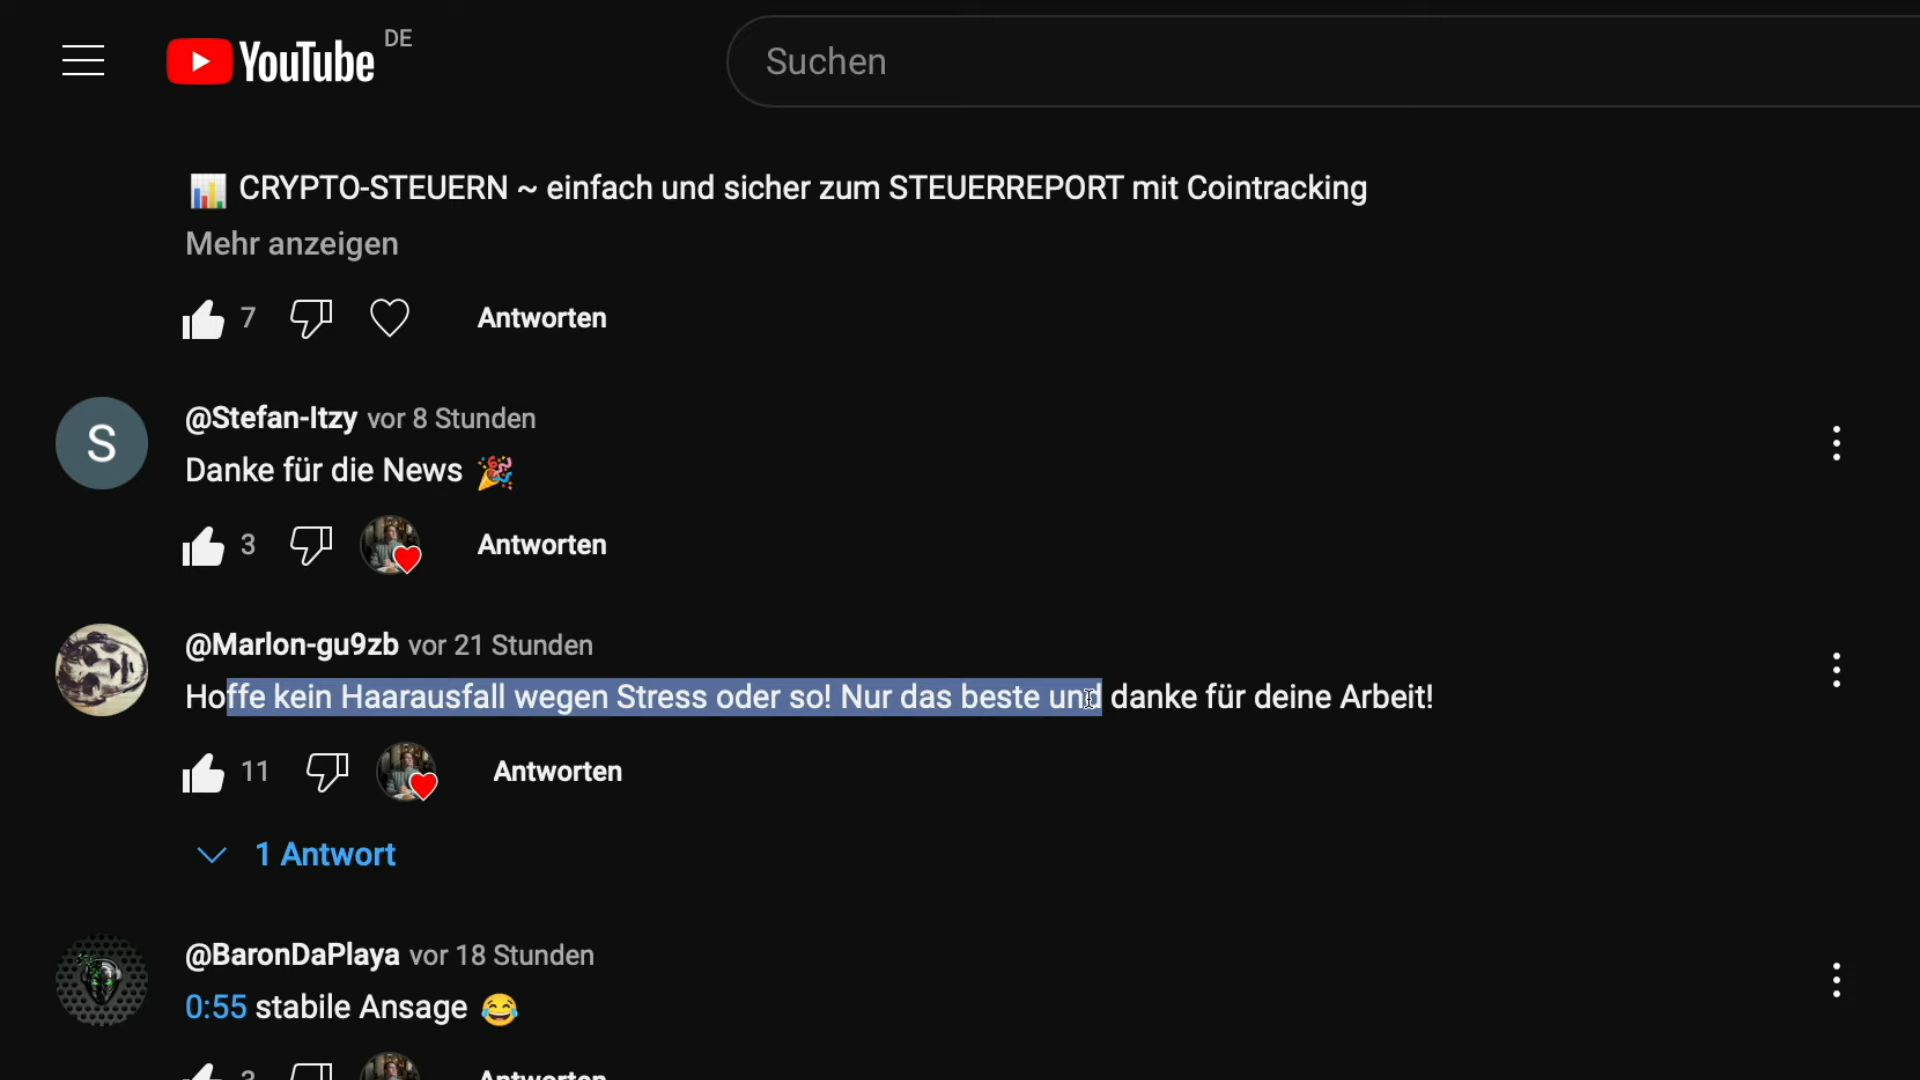 YouTube DE
Suchen
CRYPTO-STEUERN ~ einfach und sicher zum STEUERREPORT mit Cointracking
Mehr anzeigen
7 Antworten
S
@Stefan-Itzy vor 8 Stunden
Danke für die News 🎉
3 Antworten
@Marlon-gu9zb vor 21 Stunden
Hoffe kein Haarausfall wegen Stress oder so! Nur das beste und danke für deine Arbeit!
11 Antworten
1 Antwort
@BaronDaPlaya vor 18 Stunden
0:55 stabile Ansage 😂
3 Antworten